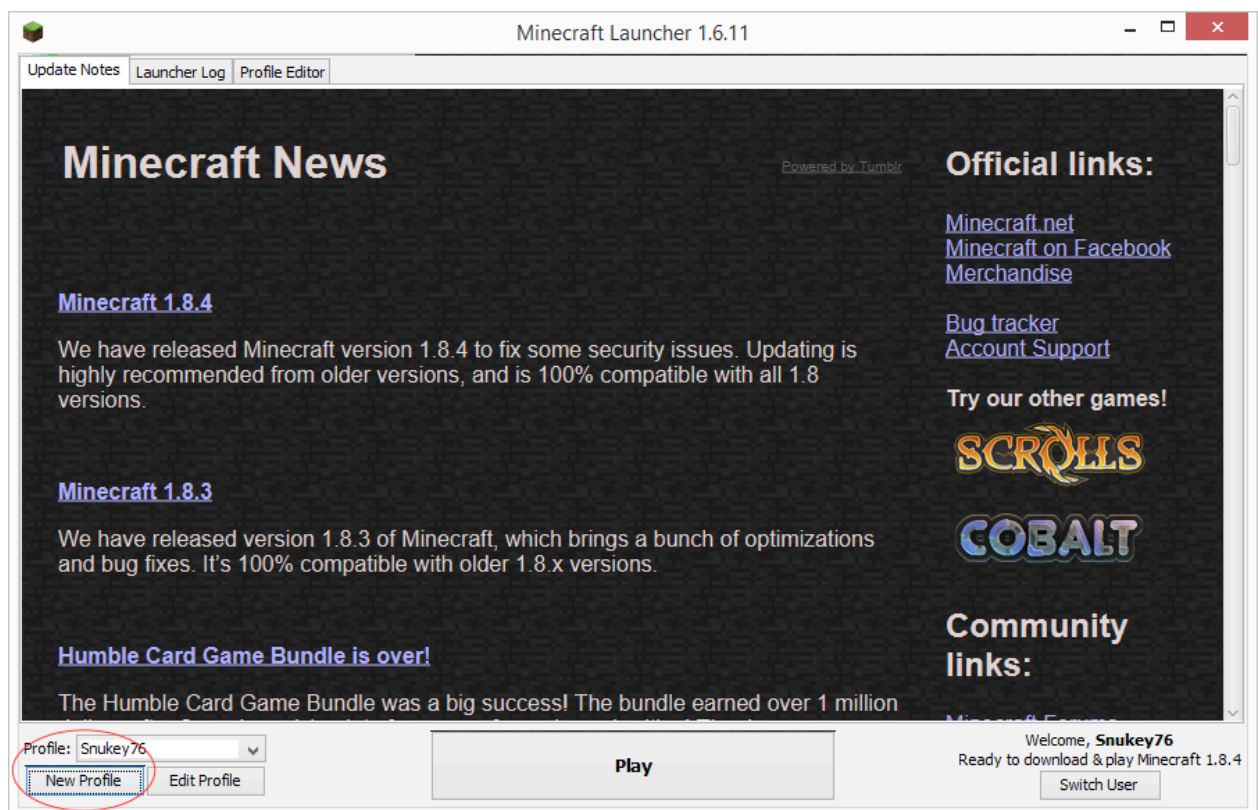 Minecraft Launcher 1.6.11
Update Notes Launcher Log Profile Editor
Minecraft News
Powered by Tumblr
Minecraft 1.8.4
We have released Minecraft version 1.8.4 to fix some security issues. Updating is
highly recommended from older versions, and is 100% compatible with all 1.8
versions.
Minecraft 1.8.3
We have released version 1.8.3 of Minecraft, which brings a bunch of optimizations
and bug fixes. It's 100% compatible with older 1.8.x versions.
Humble Card Game Bundle is over!
The Humble Card Game Bundle was a big success! The bundle earned over 1 million
Official links:
Minecraft.net
Minecraft on Facebook
Merchandise
Bug tracker
Account Support
Try our other games!
SCROLLS
COBALT
Community
links:
Minecraft Forums
Profile: Snukey76
New Profile Edit Profile
Play
Welcome, Snukey76
Ready to download & play Minecraft 1.8.4
Switch User